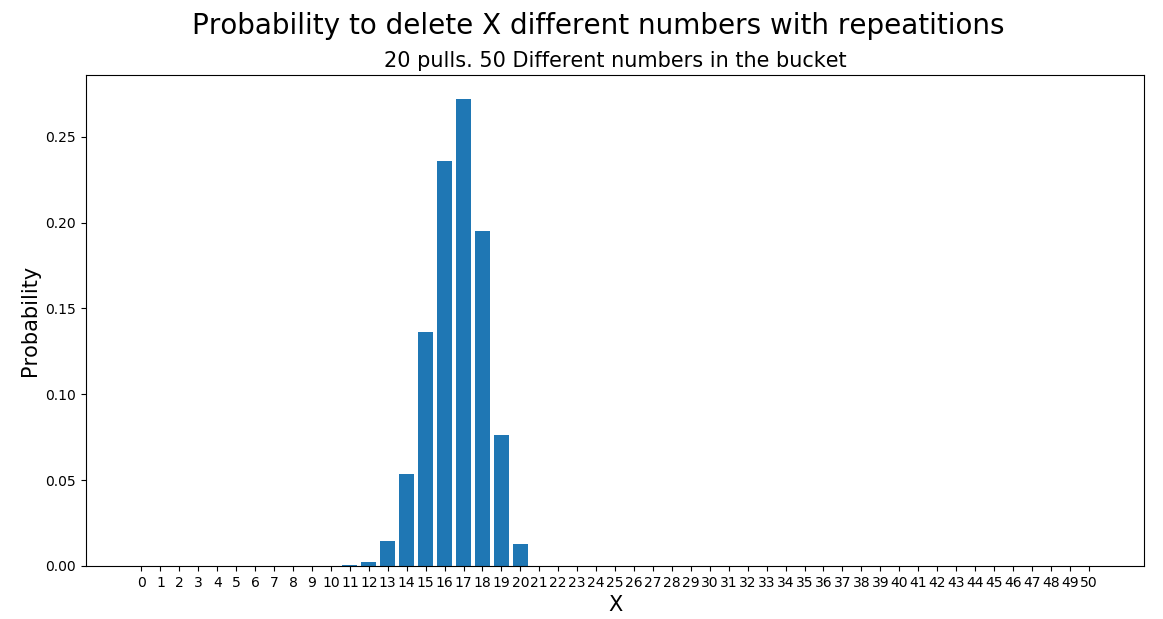 Probability to delete X different numbers with repeatitions
20 pulls. 50 Different numbers in the bucket
Probability
0.25
0.20
0.15
0.10
0.05
0.00
0 1 2 3 4 5 6 7 8 9 10 11 12 13 14 15 16 17 18 19 20 21 22 23 24 25 26 27 28 29 30 31 32 33 34 35 36 37 38 39 40 41 42 43 44 45 46 47 48 49 50
X